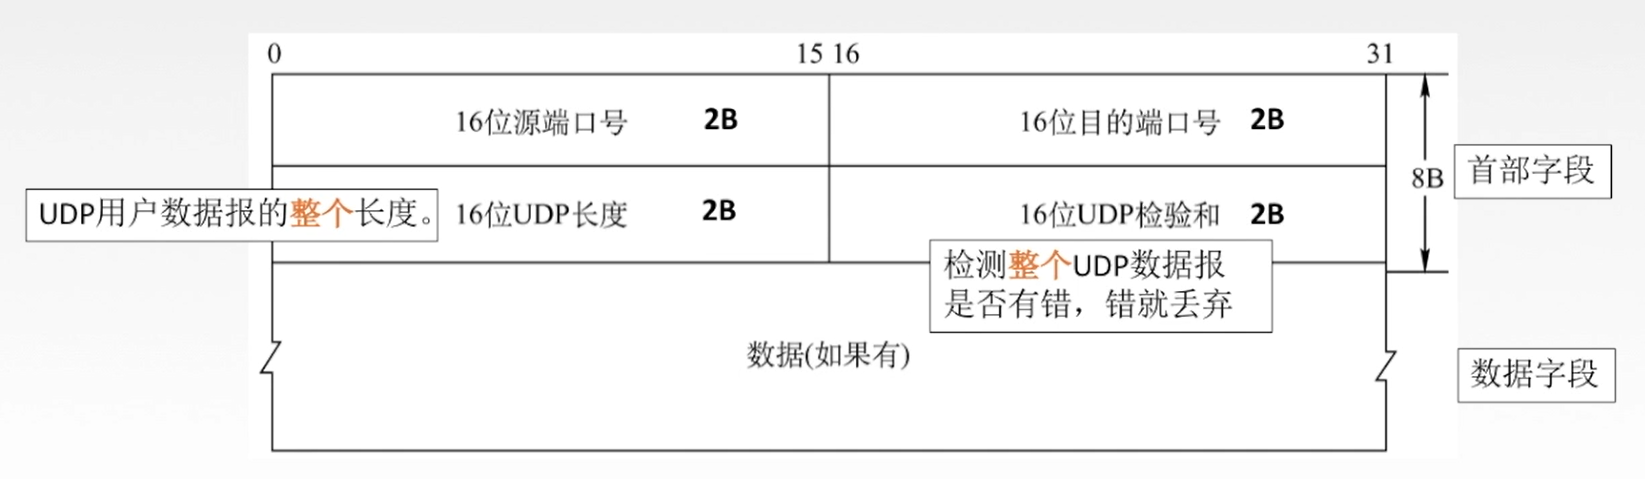 0 15 16 31
16位源端口号 2B 16位目的端口号 2B
8B 首部字段
UDP用户数据报的整个长度。 16位UDP长度 2B 16位UDP检验和 2B
检测整个UDP数据报
是否有错，错就丢弃
数据(如果有)
数据字段